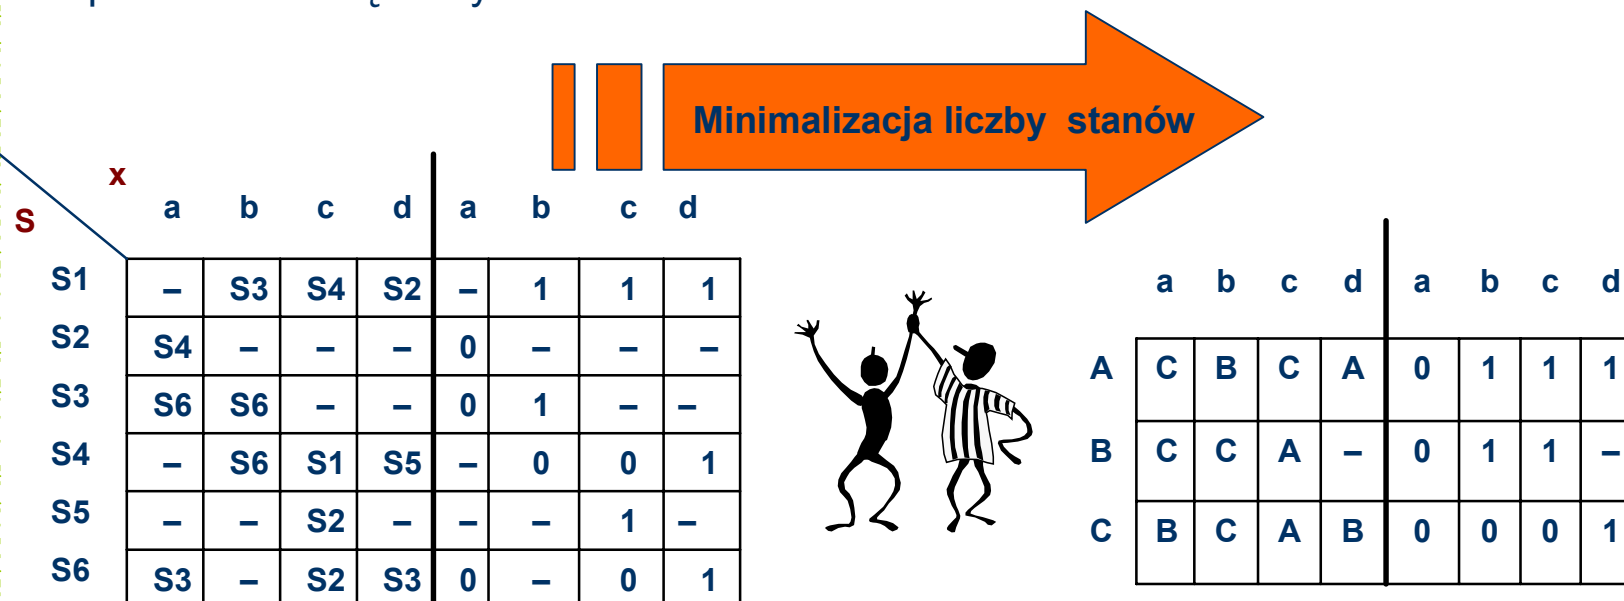 Minimalizacja liczby stanów
x
S
a b c d a b c d
S1 – S3 S4 S2 – 1 1 1
S2 S4 – – – 0 – – –
S3 S6 S6 – – 0 1 – –
S4 – S6 S1 S5 – 0 0 1
S5 – – S2 – – – 1 –
S6 S3 – S2 S3 0 – 0 1
a b c d a b c d
A C B C A 0 1 1 1
B C C A – 0 1 1 –
C B C A B 0 0 0 1